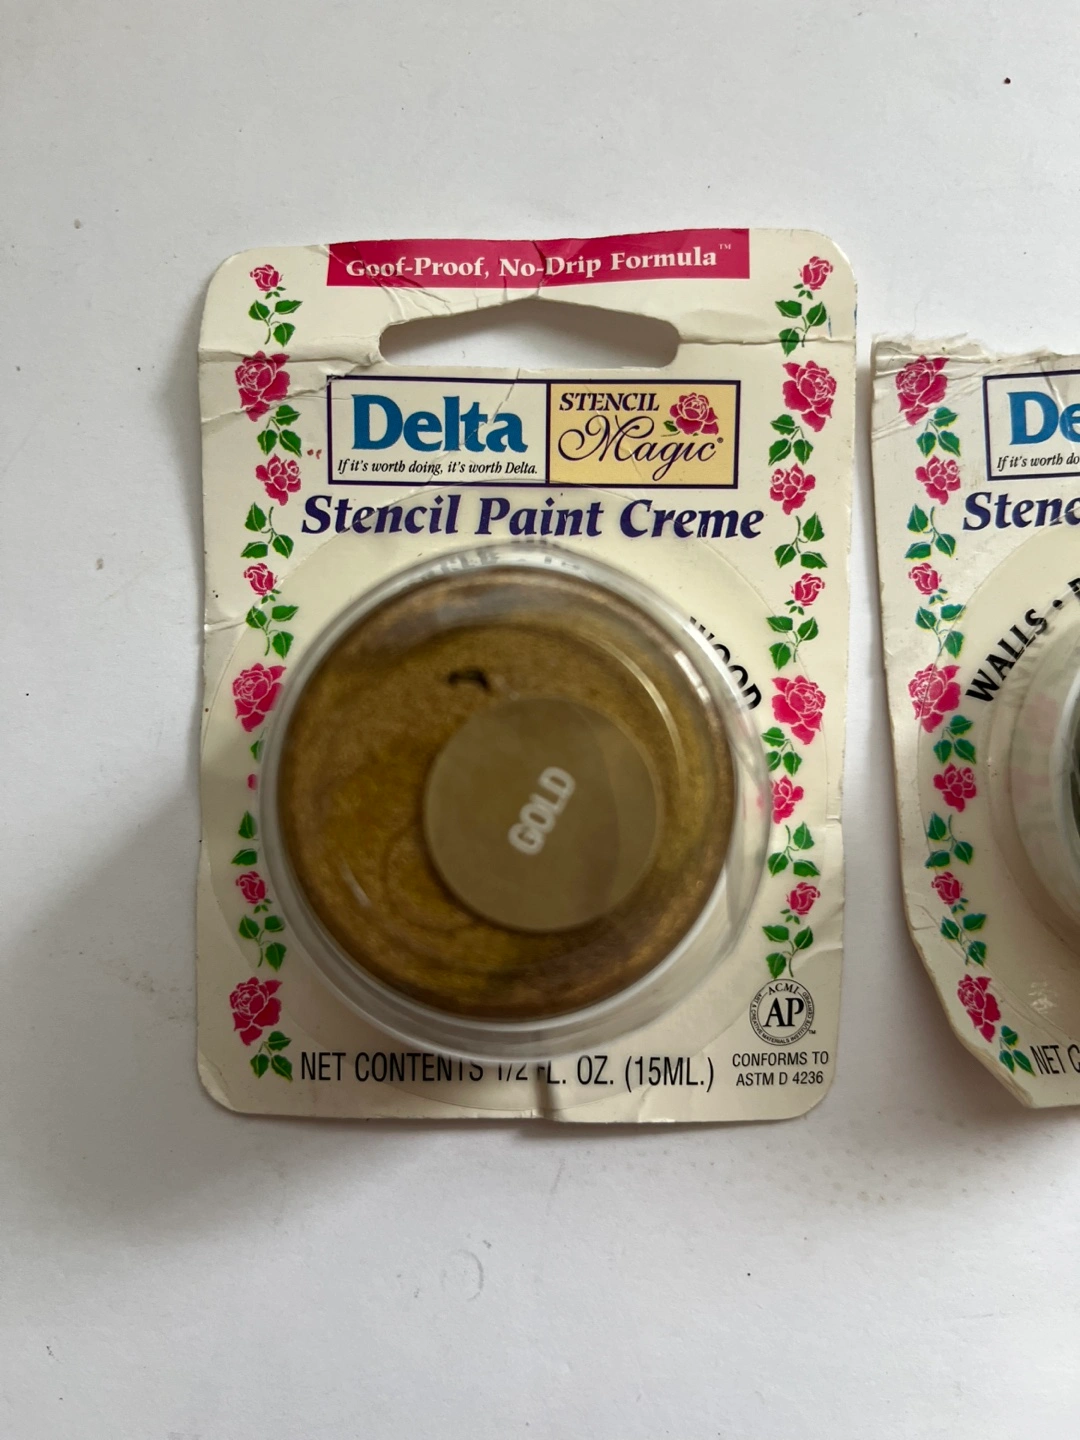 Goof-Proof, No-Drip Formula™
Delta
If it's worth doing, it's worth Delta.
STENCIL
Magic®
Stencil Paint Creme
WOOD
GOLD
ACMI
AP
NET CONTENTS 1/2 FL. OZ. (15ML.)
CONFORMS TO
ASTM D 4236
De
If it's worth do
Stenc
WALLS •
NET C